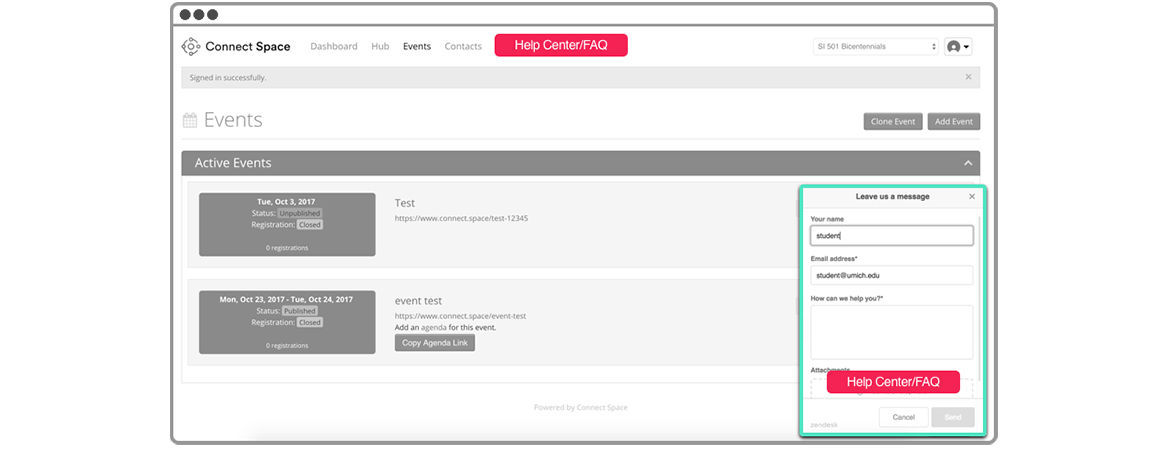 Connect Space
Dashboard Hub Events Contacts Help Center/FAQ SI 501 Bicentennials
Signed in successfully.
Events
Clone Event Add Event
Active Events
Tue, Oct 3, 2017
Status: Unpublished
Registration: Closed
0 registrations
Test
https://www.connect.space/test-12345
Mon, Oct 23, 2017 - Tue, Oct 24, 2017
Status: Published
Registration: Closed
0 registrations
event test
https://www.connect.space/event-test
Add an agenda for this event.
Copy Agenda Link
Powered by Connect Space
Leave us a message
Your name
student
Email address*
student@umich.edu
How can we help you?*
Attachments
Help Center/FAQ
Cancel Send
zendesk